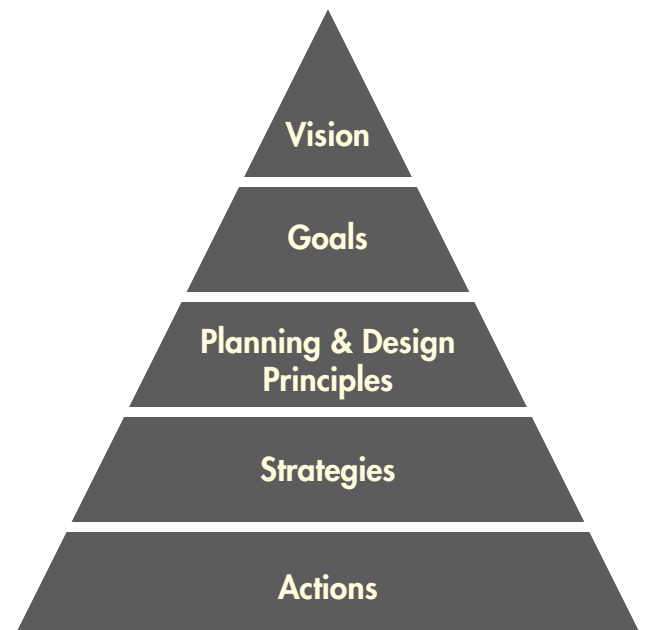 Vision
Goals
Planning & Design
Principles
Strategies
Actions